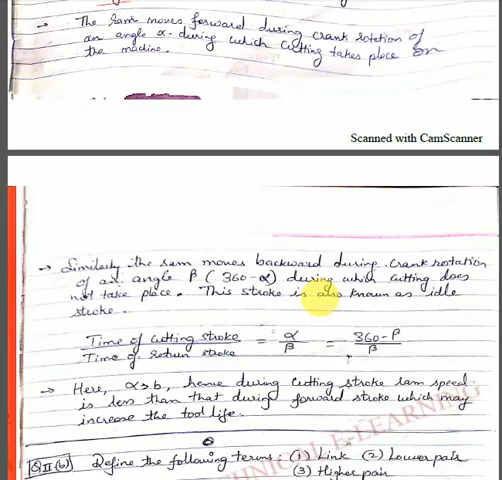 → The ram moves forward during crank rotation of
an angle α. during which cutting takes place on
the machine.
Scanned with CamScanner
→ Similarly the ram moves backward during crank rotation
of an angle β (360-α) during which cutting does
not take place. This stroke is also known as idle
stroke.
Time of cutting stroke / Time of return stroke = α/β = 360-β/β
→ Here, α>b, hence during cutting stroke ram speed
is less than that during forward stroke which may
increase the tool life.
Q II (b) Define the following terms: (1) Link (2) Lower pair
(3) Higher pair
TECHNICAL E-LEARNING